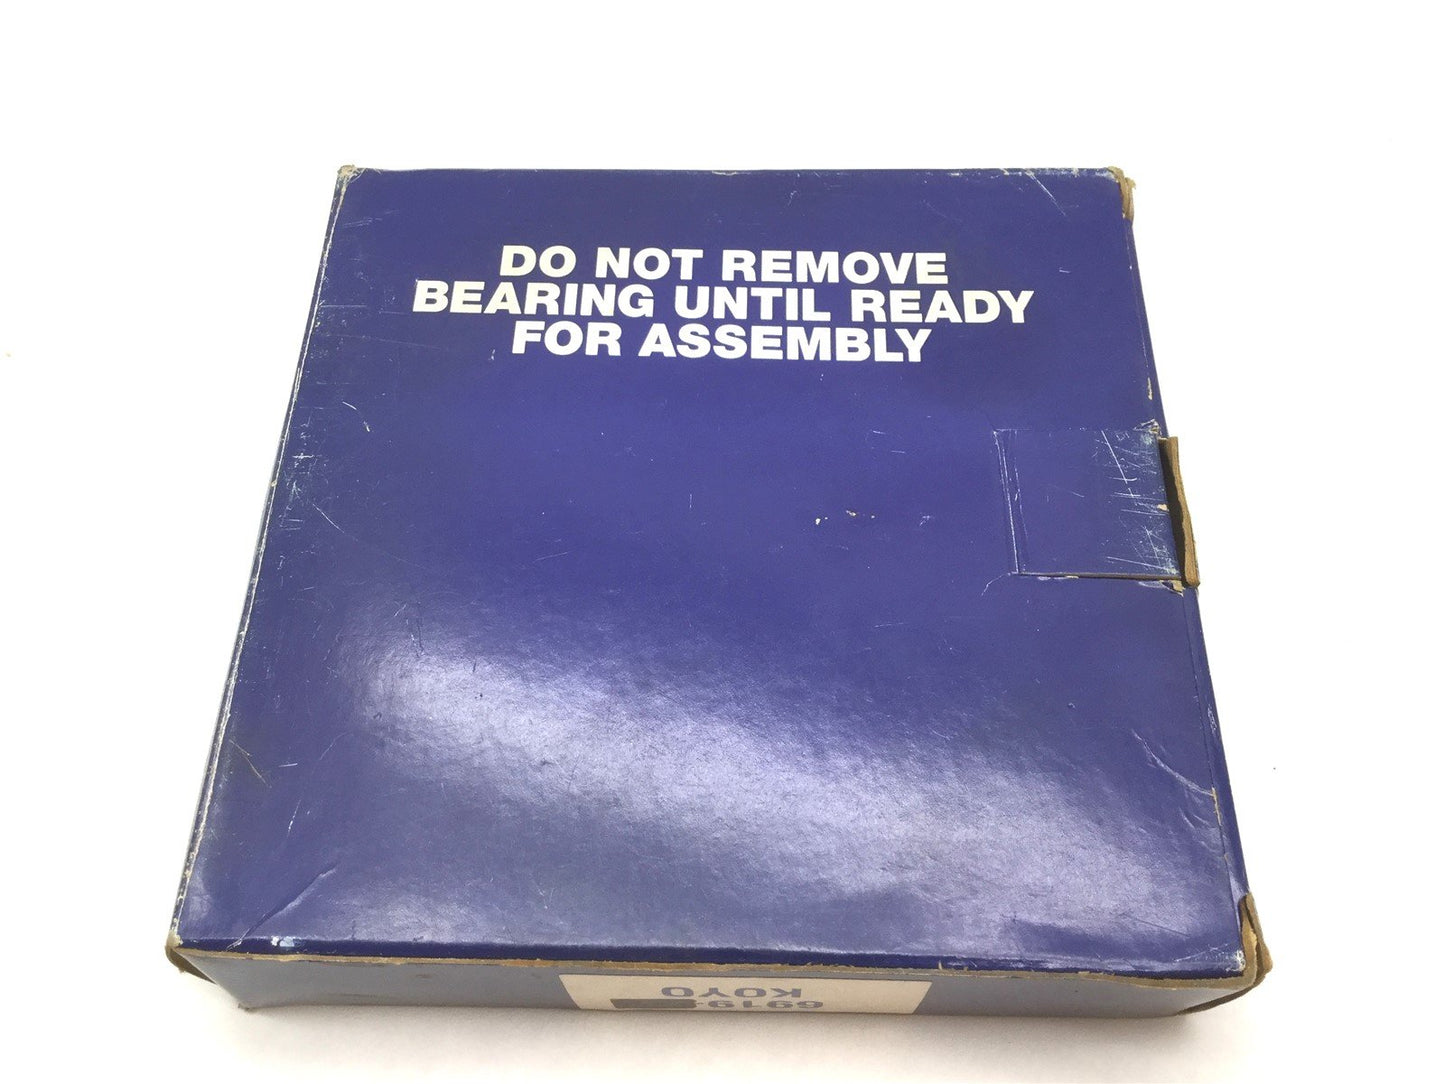 DO NOT REMOVE
BEARING UNTIL READY
FOR ASSEMBLY
KOYO